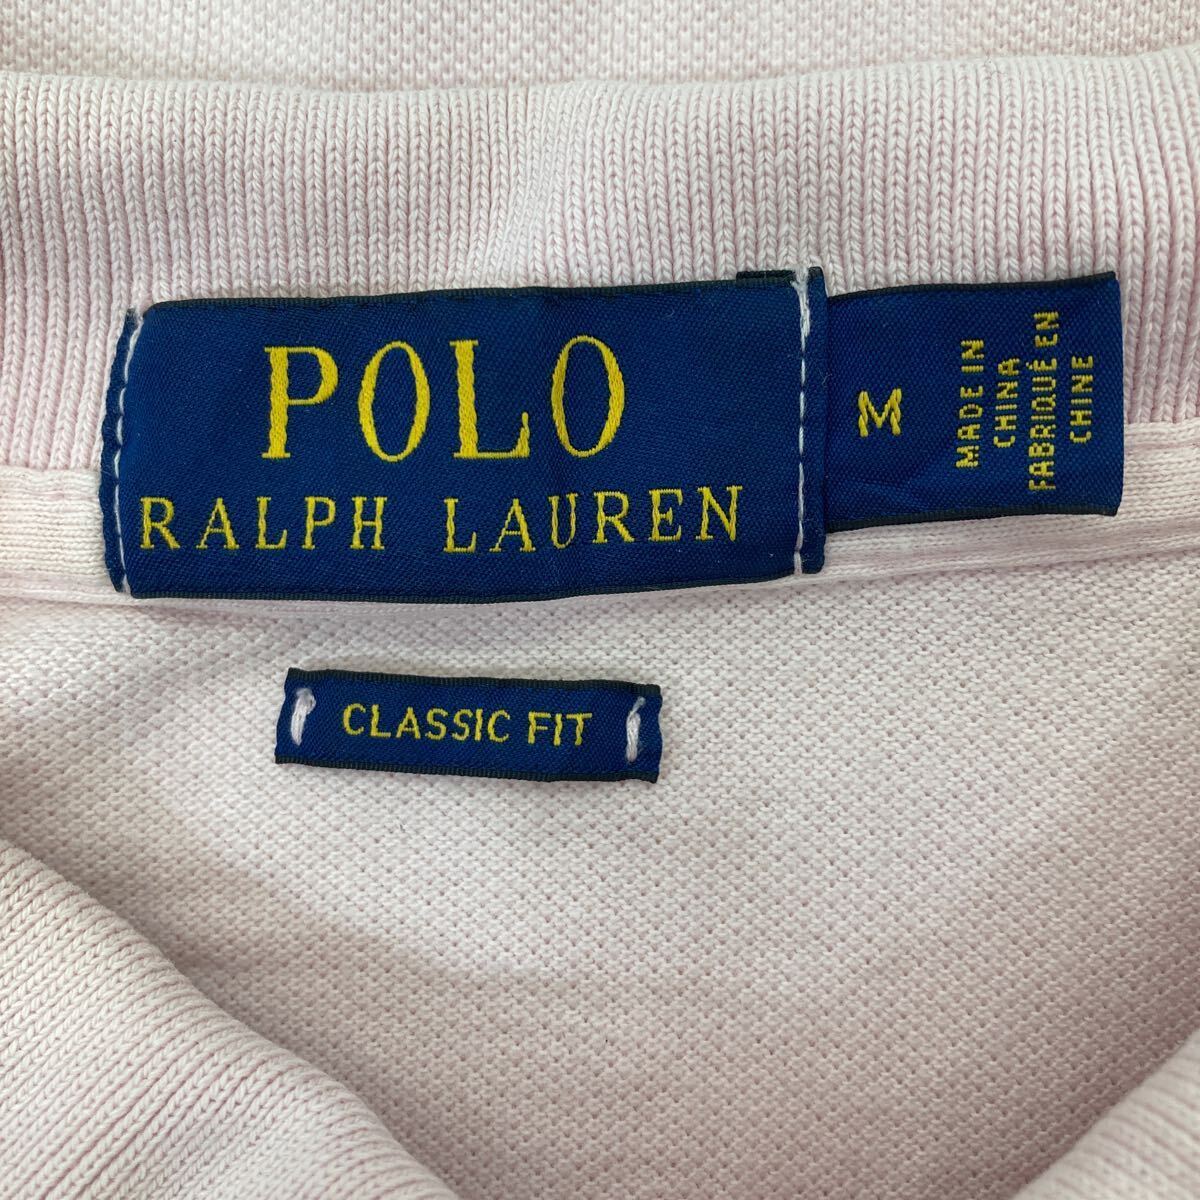 POLO
RALPH LAUREN
M
MADE IN
CHINA
FABRIQUÉ EN
CHINE
CLASSIC FIT